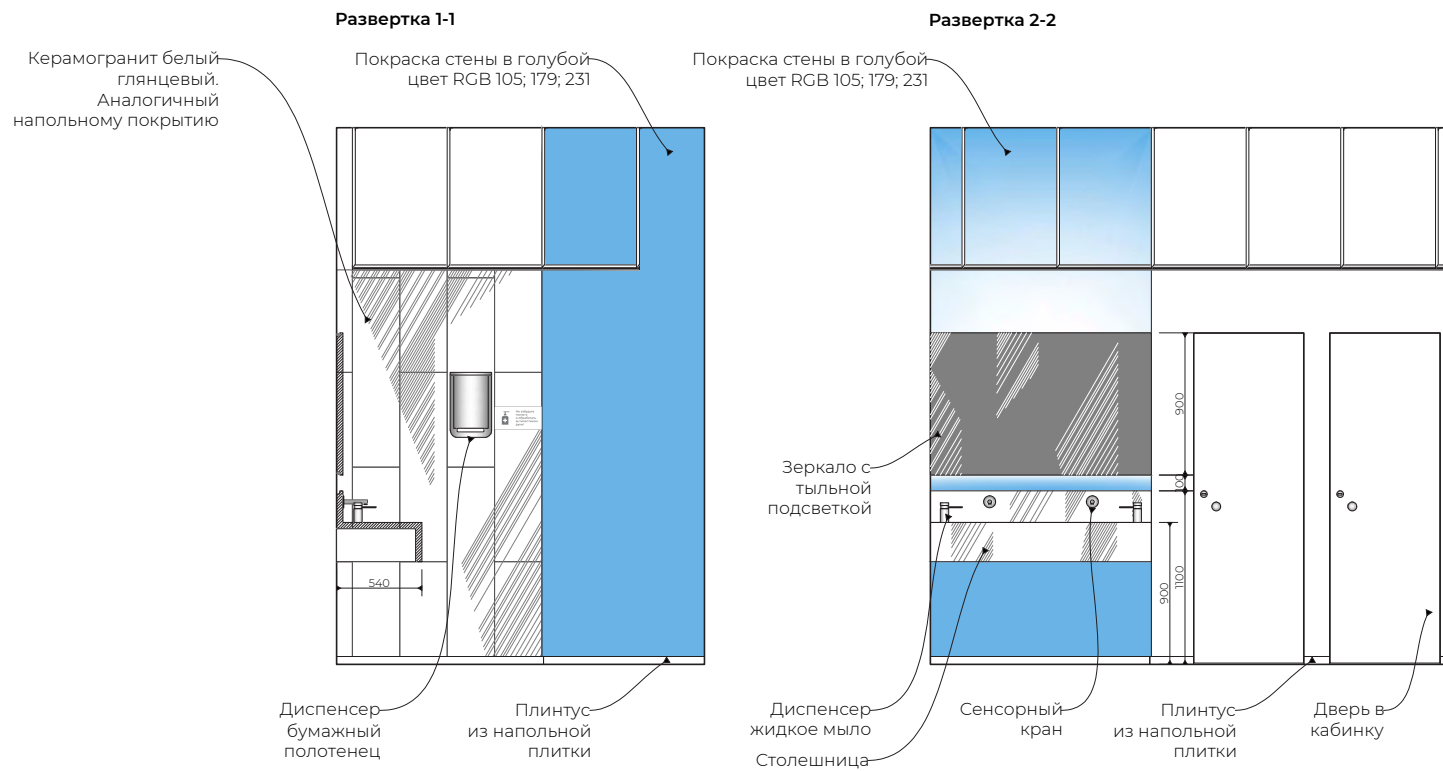 Развертка 1-1
Развертка 2-2
Керамогранит белый
глянцевый.
Аналогичный
напольному покрытию
Покраска стены в голубой
цвет RGB 105; 179; 231
Покраска стены в голубой
цвет RGB 105; 179; 231
Зеркало с
тыльной
подсветкой
540
900
100
900
1100
Диспенсер
бумажный
полотенец
Плинтус
из напольной
плитки
Диспенсер
жидкое мыло
Столешница
Сенсорный
кран
Плинтус
из напольной
плитки
Дверь в
кабинку